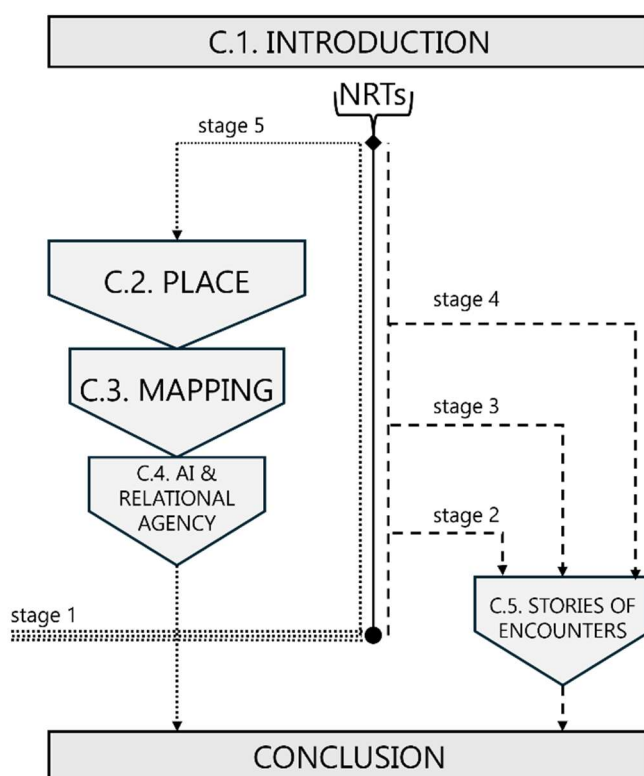 C.1. INTRODUCTION
NRTs
stage 5
C.2. PLACE
stage 4
C.3. MAPPING
stage 3
C.4. AI &
RELATIONAL
AGENCY
stage 2
C.5. STORIES OF
ENCOUNTERS
stage 1
CONCLUSION